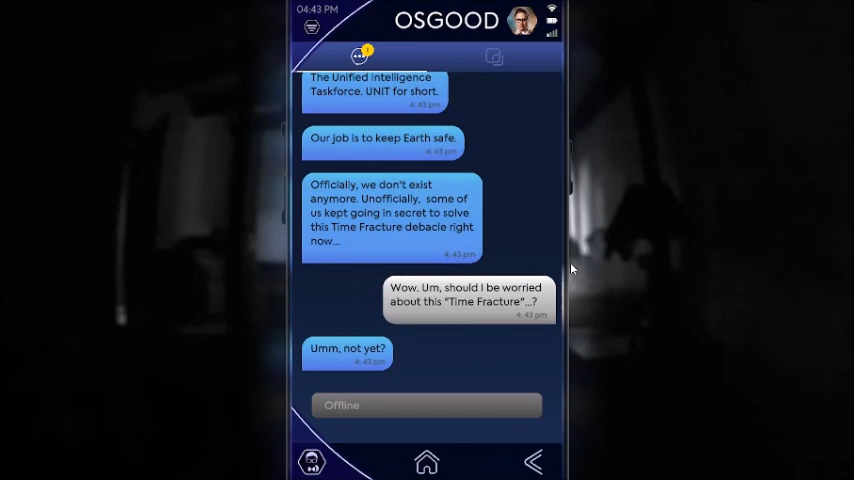 04:43 PM
OSGOOD
The Unified Intelligence
Taskforce. UNIT for short.
4:43 pm
Our job is to keep Earth safe.
4:43 pm
Officially, we don't exist
anymore. Unofficially, some of
us kept going in secret to solve
this Time Fracture debacle right
now...
4:43 pm
Wow. Um, should I be worried
about this "Time Fracture"...?
4:43 pm
Umm, not yet?
4:43 pm
Offline